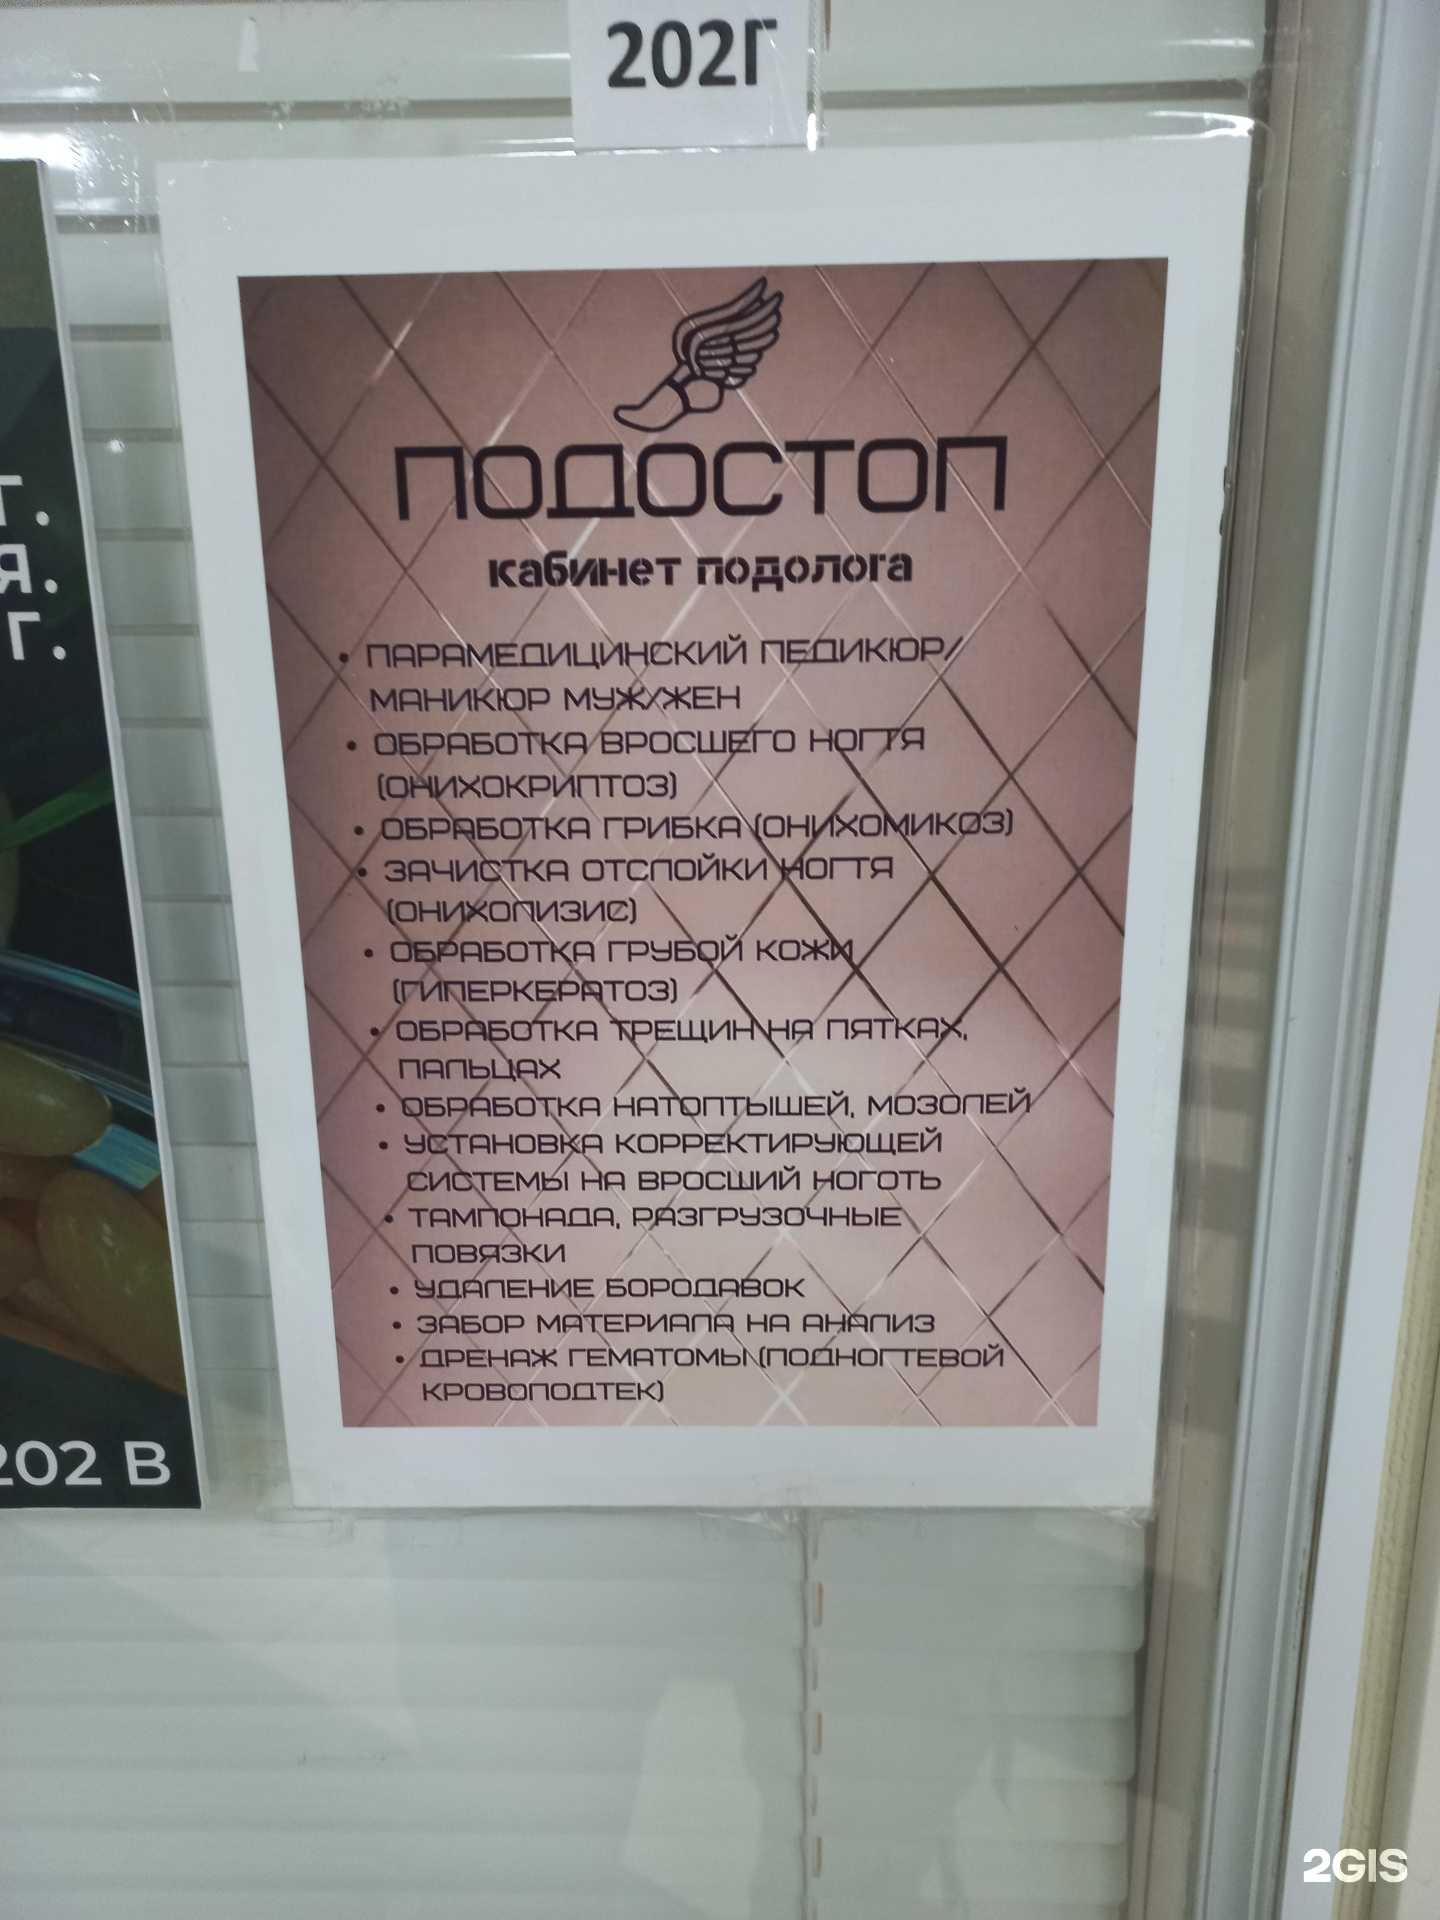 202Г
ПОДОСТОП
кабинет подолога
• ПАРАМЕДИЦИНСКИЙ ПЕДИКЮР/
МАНИКЮР МУЖ/ЖЕН
• ОБРАБОТКА ВРОСШЕГО НОГТЯ
(ОНИХОКРИПТОЗ)
• ОБРАБОТКА ГРИБКА (ОНИХОМИКОЗ)
• ЗАЧИСТКА ОТСЛОЙКИ НОГТЯ
(ОНИХОЛИЗИС)
• ОБРАБОТКА ГРУБОЙ КОЖИ
(ГИПЕРКЕРАТОЗ)
• ОБРАБОТКА ТРЕЩИН НА ПЯТКАХ,
ПАЛЬЦАХ
• ОБРАБОТКА НАТОПТЫШЕЙ, МОЗОЛЕЙ
• УСТАНОВКА КОРРЕКТИРУЮЩЕЙ
СИСТЕМЫ НА ВРОСШИЙ НОГОТЬ
• ТАМПОНАДА, РАЗГРУЗОЧНЫЕ
ПОВЯЗКИ
• УДАЛЕНИЕ БОРОДАВОК
• ЗАБОР МАТЕРИАЛА НА АНАЛИЗ
• ДРЕНАЖ ГЕМАТОМЫ (ПОДНОГТЕВОЙ
КРОВОПОДТЕК)
202 В
2GIS